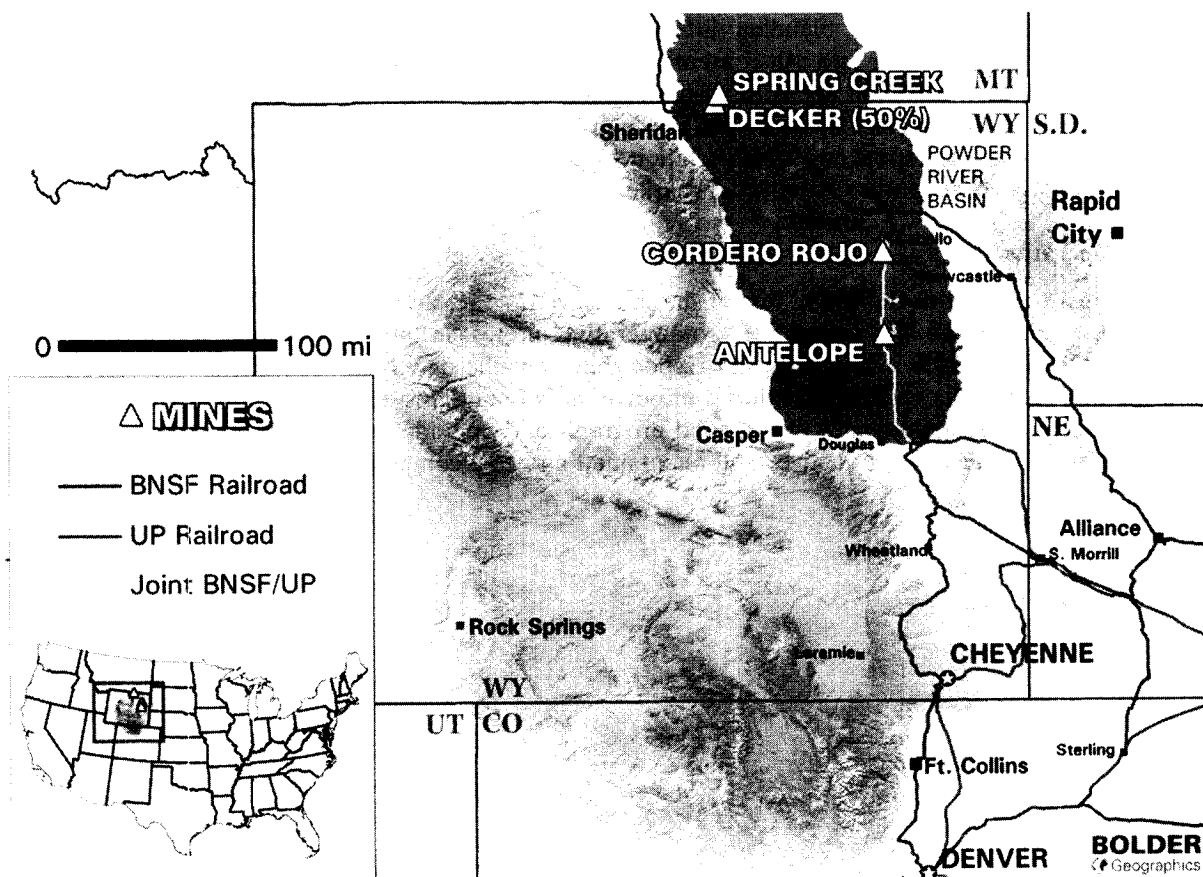 SPRING CREEK
MT
DECKER (50%)
WY
S.D.
POWDER
RIVER
BASIN
Rapid
City
CORDERO ROJO
0
100 mi
ANTELOPE
MINES
BNSF Railroad
UP Railroad
Joint BNSF/UP
Casper
Douglas
NE
Alliance
Wheatland
S. Morrill
Rock Springs
Laramie
CHEYENNE
WY
UT
CO
Sterling
Ft. Collins
DENVER
BOLDER
Geographics